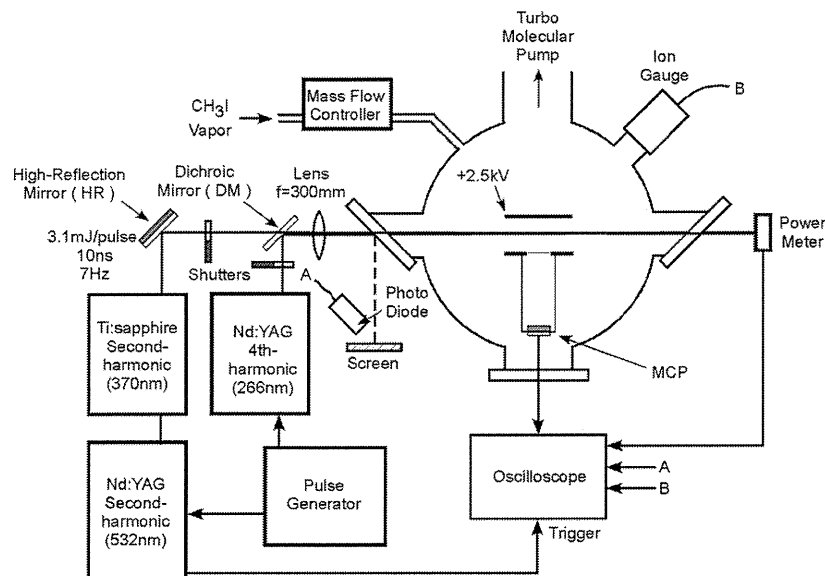 Turbo
Molecular
Pump
Ion
Gauge
B
CH3I
Vapor
Mass Flow
Controller
High-Reflection
Mirror ( HR )
Dichroic
Mirror ( DM )
Lens
f=300mm
+2.5kV
3.1mJ/pulse
10ns
7Hz
Shutters
A
Photo
Diode
Power
Meter
Ti:sapphire
Second-
harmonic
(370nm)
Nd:YAG
4th-
harmonic
(266nm)
Screen
MCP
Nd:YAG
Second-
harmonic
(532nm)
Pulse
Generator
Oscilloscope
A
B
Trigger